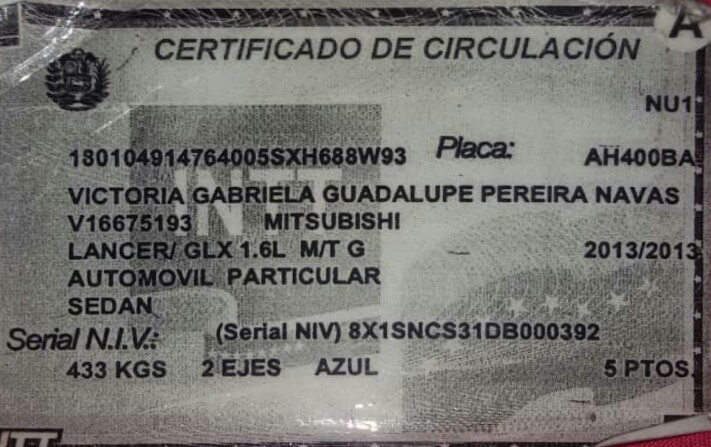 A
CERTIFICADO DE CIRCULACIÓN
NU1
180104914764005SXH688W93 Placa: AH400BA
VICTORIA GABRIELA GUADALUPE PEREIRA NAVAS
V16675193 MITSUBISHI
LANCER/ GLX 1.6L M/T G 2013/2013
AUTOMOVIL PARTICULAR
SEDAN
Serial N.I.V.: (Serial NIV) 8X1SNCS31DB000392
433 KGS 2 EJES AZUL 5 PTOS.
INTT